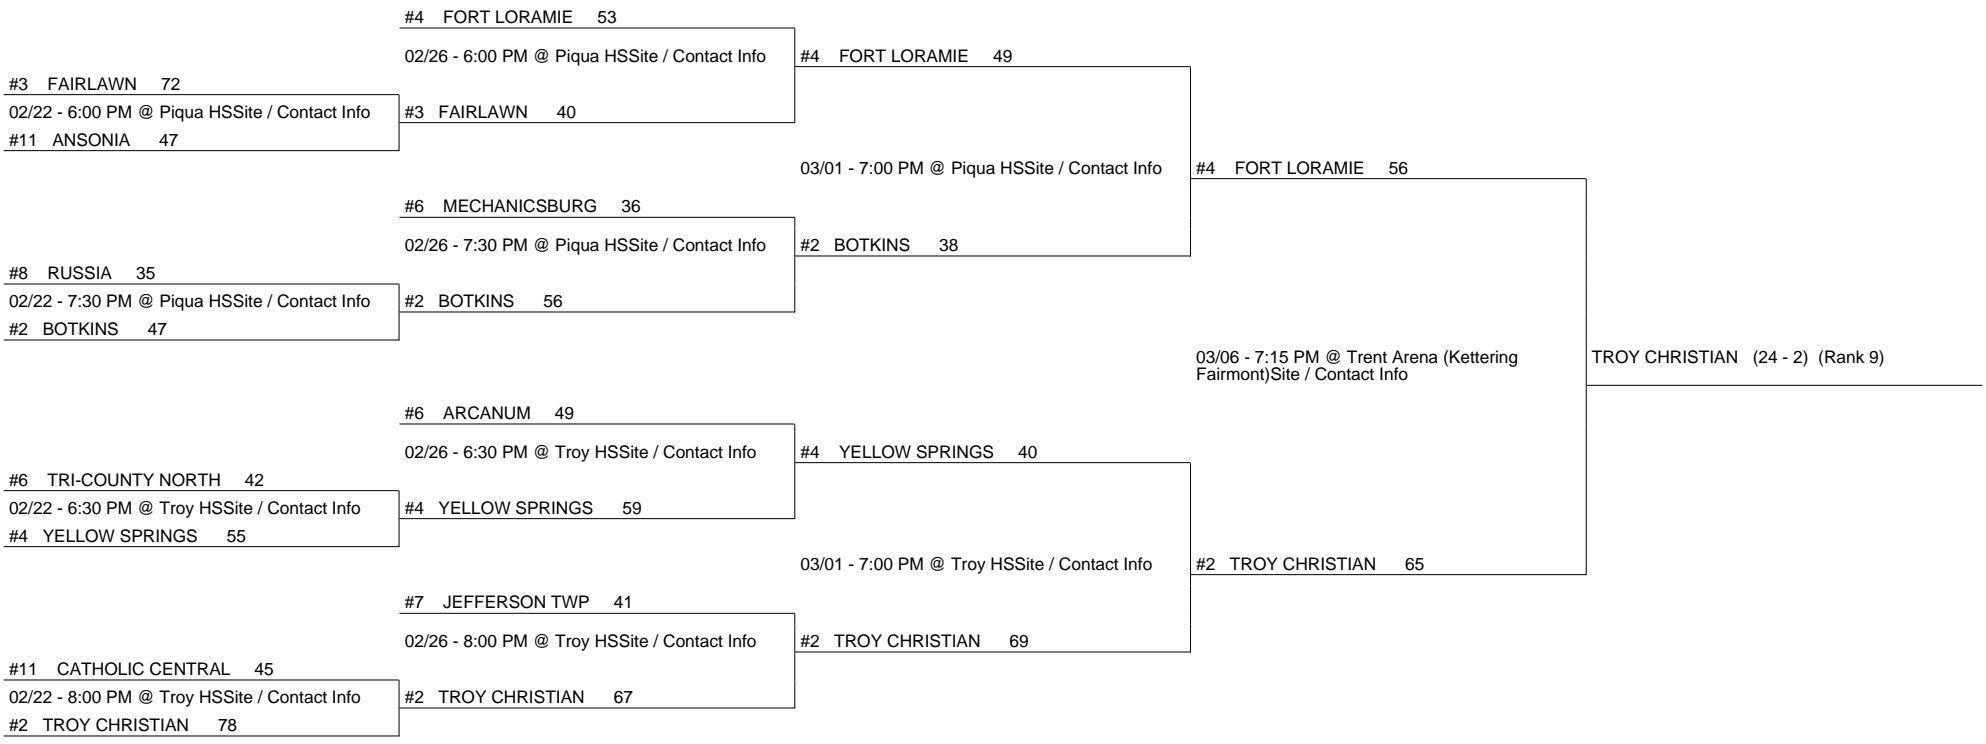 #4 FORT LORAMIE 53
02/26 - 6:00 PM @ Piqua HSSite / Contact Info
#4 FORT LORAMIE 49
#3 FAIRLAWN 72
02/22 - 6:00 PM @ Piqua HSSite / Contact Info
#3 FAIRLAWN 40
#11 ANSONIA 47
03/01 - 7:00 PM @ Piqua HSSite / Contact Info
#4 FORT LORAMIE 56
#6 MECHANICSBURG 36
02/26 - 7:30 PM @ Piqua HSSite / Contact Info
#2 BOTKINS 38
#8 RUSSIA 35
02/22 - 7:30 PM @ Piqua HSSite / Contact Info
#2 BOTKINS 56
#2 BOTKINS 47
03/06 - 7:15 PM @ Trent Arena (Kettering
Fairmont)Site / Contact Info
TROY CHRISTIAN (24 - 2) (Rank 9)
#6 ARCANUM 49
02/26 - 6:30 PM @ Troy HSSite / Contact Info
#4 YELLOW SPRINGS 40
#6 TRI-COUNTY NORTH 42
02/22 - 6:30 PM @ Troy HSSite / Contact Info
#4 YELLOW SPRINGS 59
#4 YELLOW SPRINGS 55
03/01 - 7:00 PM @ Troy HSSite / Contact Info
#2 TROY CHRISTIAN 65
#7 JEFFERSON TWP 41
02/26 - 8:00 PM @ Troy HSSite / Contact Info
#2 TROY CHRISTIAN 69
#11 CATHOLIC CENTRAL 45
02/22 - 8:00 PM @ Troy HSSite / Contact Info
#2 TROY CHRISTIAN 67
#2 TROY CHRISTIAN 78